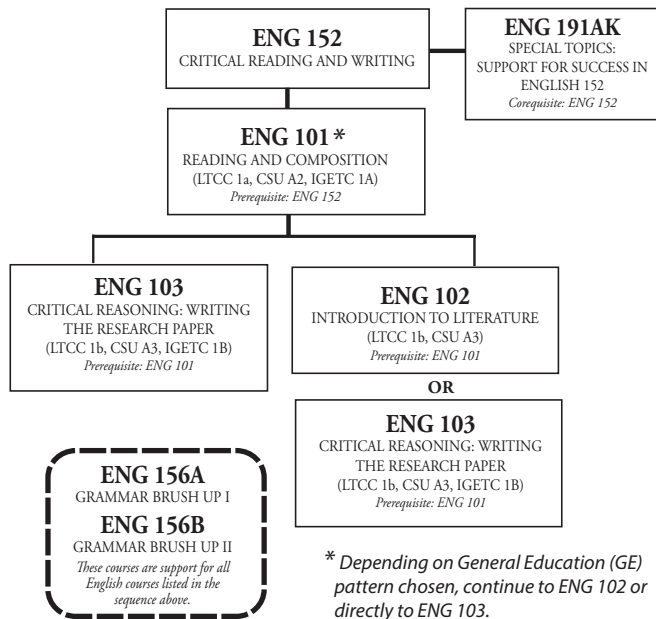 ENG 152
CRITICAL READING AND WRITING
ENG 191AK
SPECIAL TOPICS:
SUPPORT FOR SUCCESS IN
ENGLISH 152
Corequisite: ENG 152
ENG 101*
READING AND COMPOSITION
(LTCC 1a, CSU A2, IGETC 1A)
Prerequisite: ENG 152
ENG 103
CRITICAL REASONING: WRITING
THE RESEARCH PAPER
(LTCC 1b, CSU A3, IGETC 1B)
Prerequisite: ENG 101
ENG 102
INTRODUCTION TO LITERATURE
(LTCC 1b, CSU A3)
Prerequisite: ENG 101
OR
ENG 103
CRITICAL REASONING: WRITING
THE RESEARCH PAPER
(LTCC 1b, CSU A3, IGETC 1B)
Prerequisite: ENG 101
ENG 156A
GRAMMAR BRUSH UP I
ENG 156B
GRAMMAR BRUSH UP II
These courses are support for all
English courses listed in the
sequence above.
* Depending on General Education (GE)
pattern chosen, continue to ENG 102 or
directly to ENG 103.